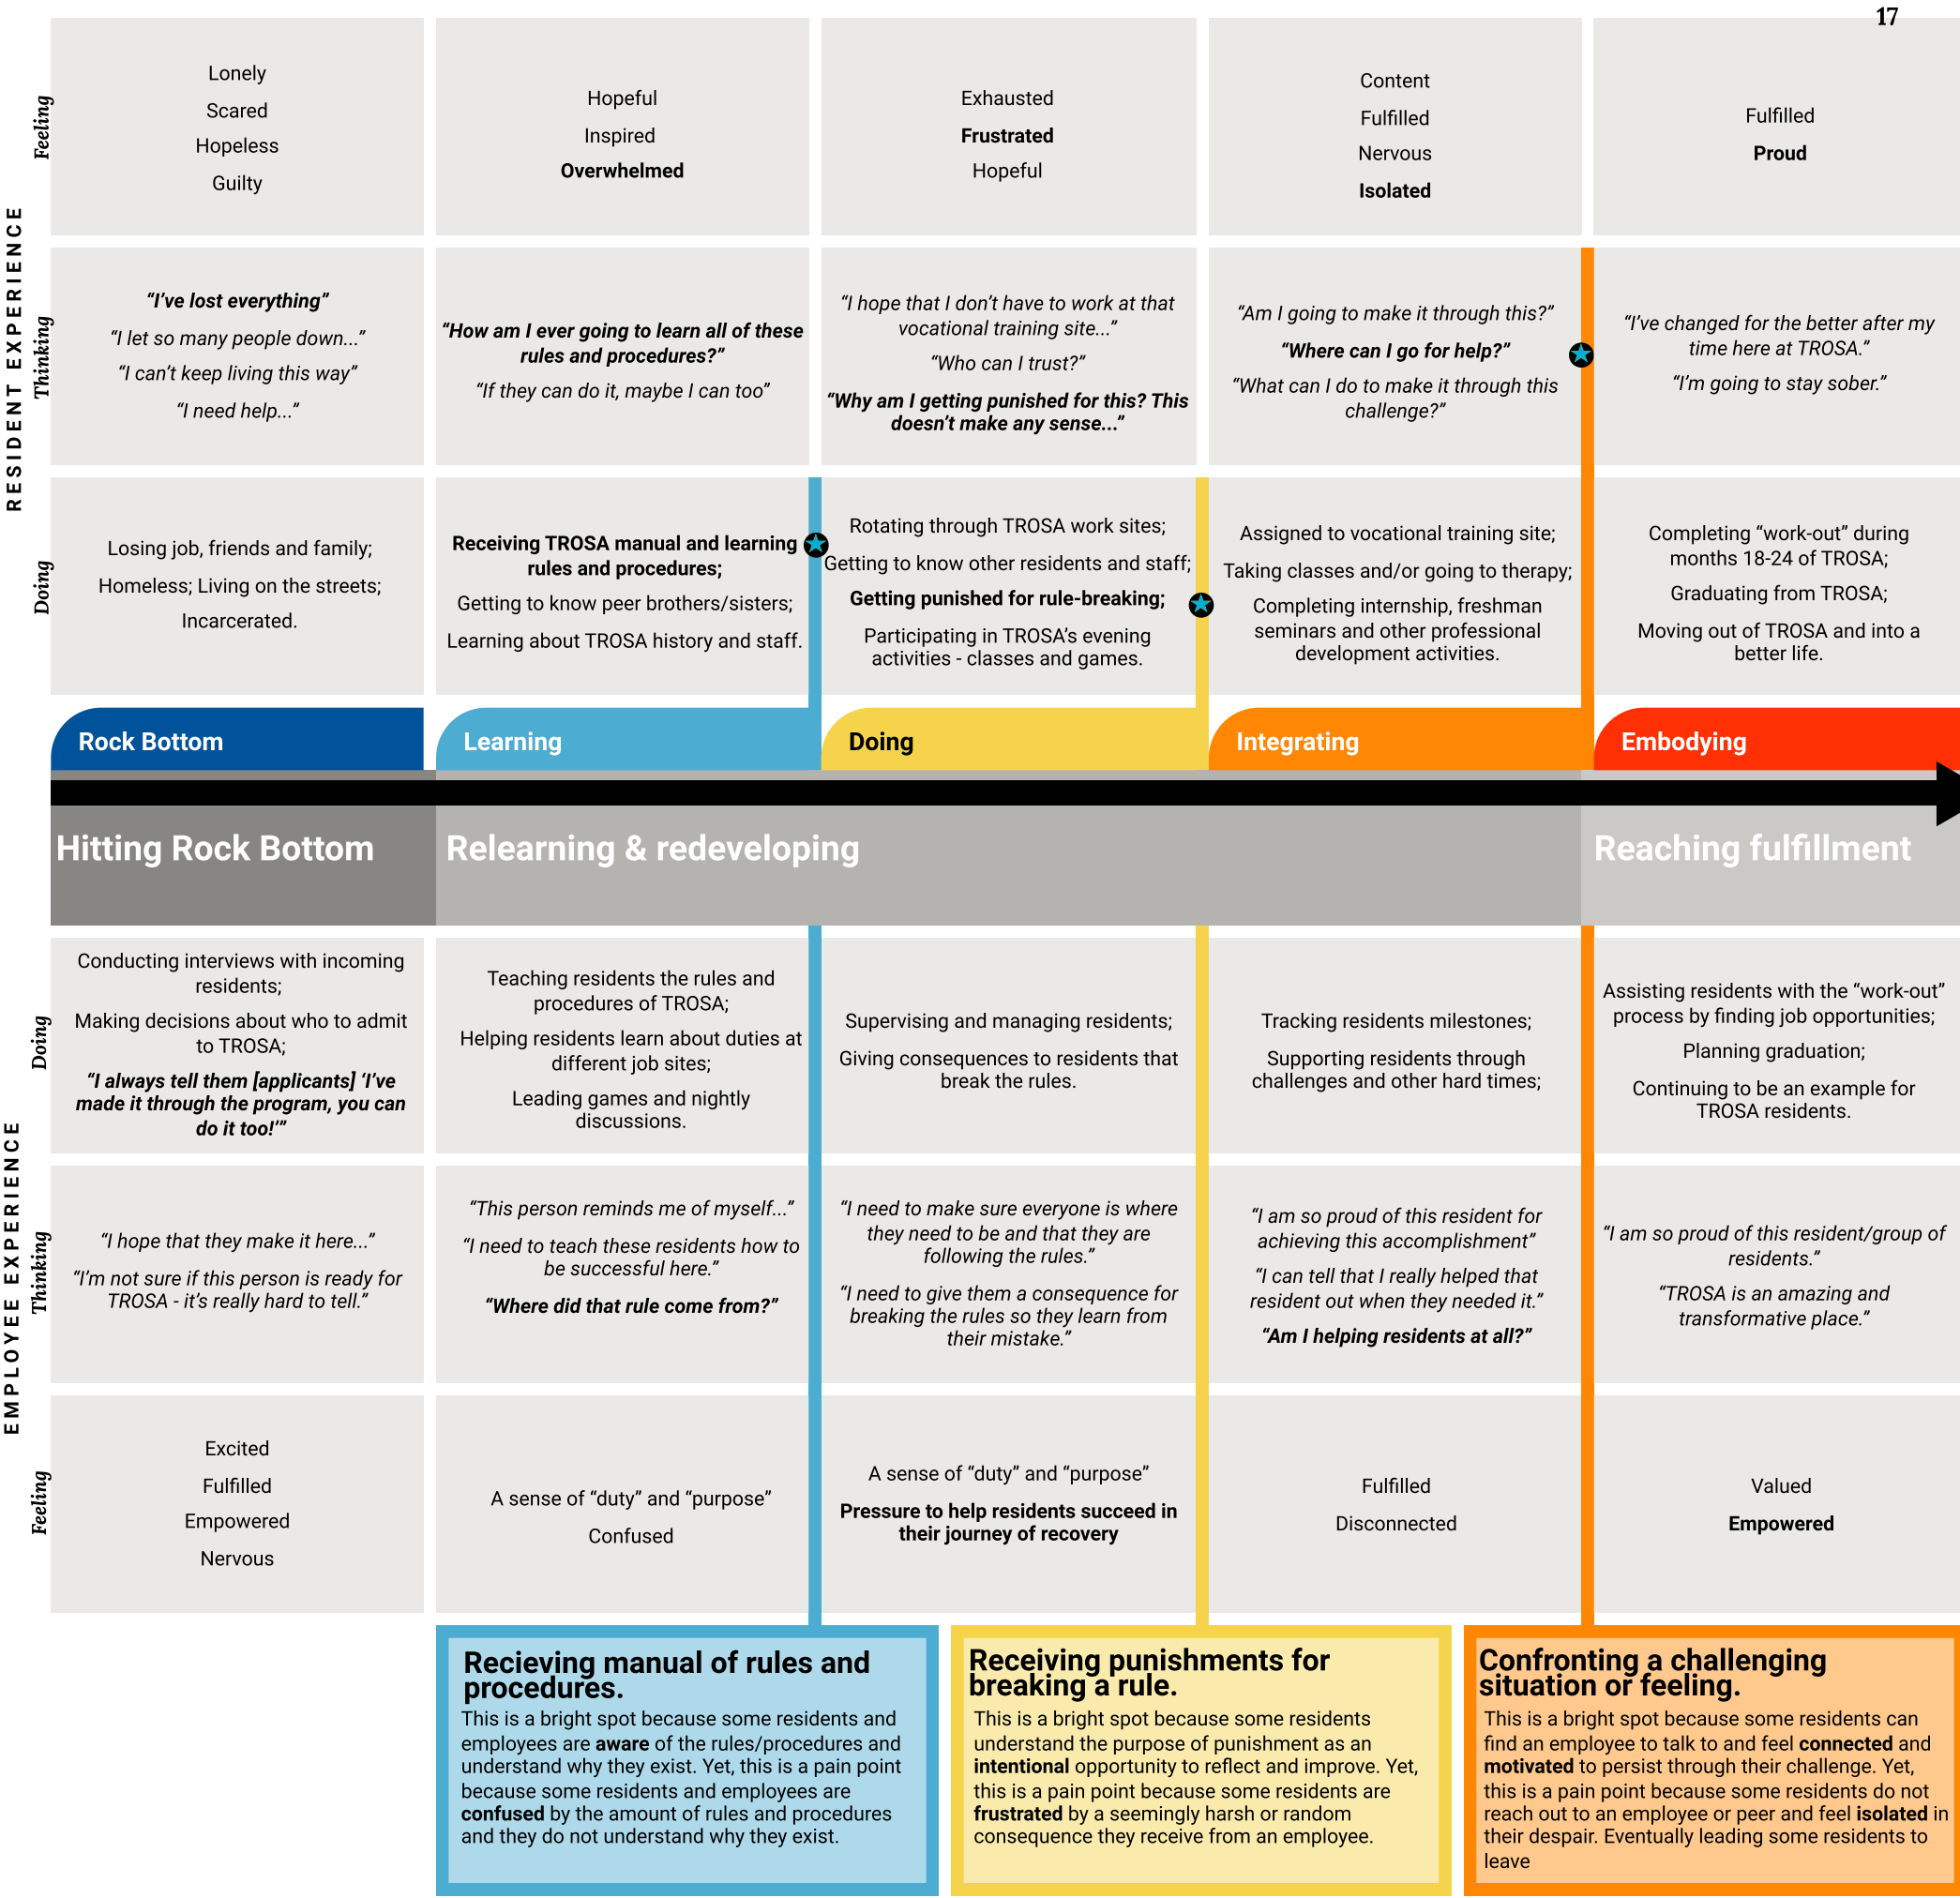 17
RESIDENT EXPERIENCE
Feeling
Lonely
Scared
Hopeless
Guilty
Hopeful
Inspired
Overwhelmed
Exhausted
Frustrated
Hopeful
Content
Fulfilled
Nervous
Isolated
Fulfilled
Proud
Thinking
“I’ve lost everything”
“I let so many people down...”
“I can’t keep living this way”
“I need help...”
“How am I ever going to learn all of these
rules and procedures?”
“If they can do it, maybe I can too”
“I hope that I don’t have to work at that
vocational training site...”
“Who can I trust?”
“Why am I getting punished for this? This
doesn’t make any sense...”
“Am I going to make it through this?”
“Where can I go for help?”
“What can I do to make it through this
challenge?”
“I’ve changed for the better after my
time here at TROSA.”
“I’m going to stay sober.”
Doing
Losing job, friends and family;
Homeless; Living on the streets;
Incarcerated.
Receiving TROSA manual and learning
rules and procedures;
Getting to know peer brothers/sisters;
Learning about TROSA history and staff.
Rotating through TROSA work sites;
Getting to know other residents and staff;
Getting punished for rule-breaking;
Participating in TROSA’s evening
activities - classes and games.
Assigned to vocational training site;
Taking classes and/or going to therapy;
Completing internship, freshman
seminars and other professional
development activities.
Completing “work-out” during
months 18-24 of TROSA;
Graduating from TROSA;
Moving out of TROSA and into a
better life.
Rock Bottom
Learning
Doing
Integrating
Embodying
Hitting Rock Bottom
Relearning & redeveloping
Reaching fulfillment
EMPLOYEE EXPERIENCE
Doing
Conducting interviews with incoming
residents;
Making decisions about who to admit
to TROSA;
“I always tell them [applicants] ‘I’ve
made it through the program, you can
do it too!’”
Teaching residents the rules and
procedures of TROSA;
Helping residents learn about duties at
different job sites;
Leading games and nightly
discussions.
Supervising and managing residents;
Giving consequences to residents that
break the rules.
Tracking residents milestones;
Supporting residents through
challenges and other hard times;
Assisting residents with the “work-out”
process by finding job opportunities;
Planning graduation;
Continuing to be an example for
TROSA residents.
Thinking
“I hope that they make it here...”
“I’m not sure if this person is ready for
TROSA - it’s really hard to tell.”
“This person reminds me of myself...”
“I need to teach these residents how to
be successful here.”
“Where did that rule come from?”
“I need to make sure everyone is where
they need to be and that they are
following the rules.”
“I need to give them a consequence for
breaking the rules so they learn from
their mistake.”
“I am so proud of this resident for
achieving this accomplishment”
“I can tell that I really helped that
resident out when they needed it.”
“Am I helping residents at all?”
“I am so proud of this resident/group of
residents.”
“TROSA is an amazing and
transformative place.”
Feeling
Excited
Fulfilled
Empowered
Nervous
A sense of “duty” and “purpose”
Confused
A sense of “duty” and “purpose”
Pressure to help residents succeed in
their journey of recovery
Fulfilled
Disconnected
Valued
Empowered
Recieving manual of rules and
procedures.
This is a bright spot because some residents and
employees are aware of the rules/procedures and
understand why they exist. Yet, this is a pain point
because some residents and employees are
confused by the amount of rules and procedures
and they do not understand why they exist.
Receiving punishments for
breaking a rule.
This is a bright spot because some residents
understand the purpose of punishment as an
intentional opportunity to reflect and improve. Yet,
this is a pain point because some residents are
frustrated by a seemingly harsh or random
consequence they receive from an employee.
Confronting a challenging
situation or feeling.
This is a bright spot because some residents can
find an employee to talk to and feel connected and
motivated to persist through their challenge. Yet,
this is a pain point because some residents do not
reach out to an employee or peer and feel isolated in
their despair. Eventually leading some residents to
leave